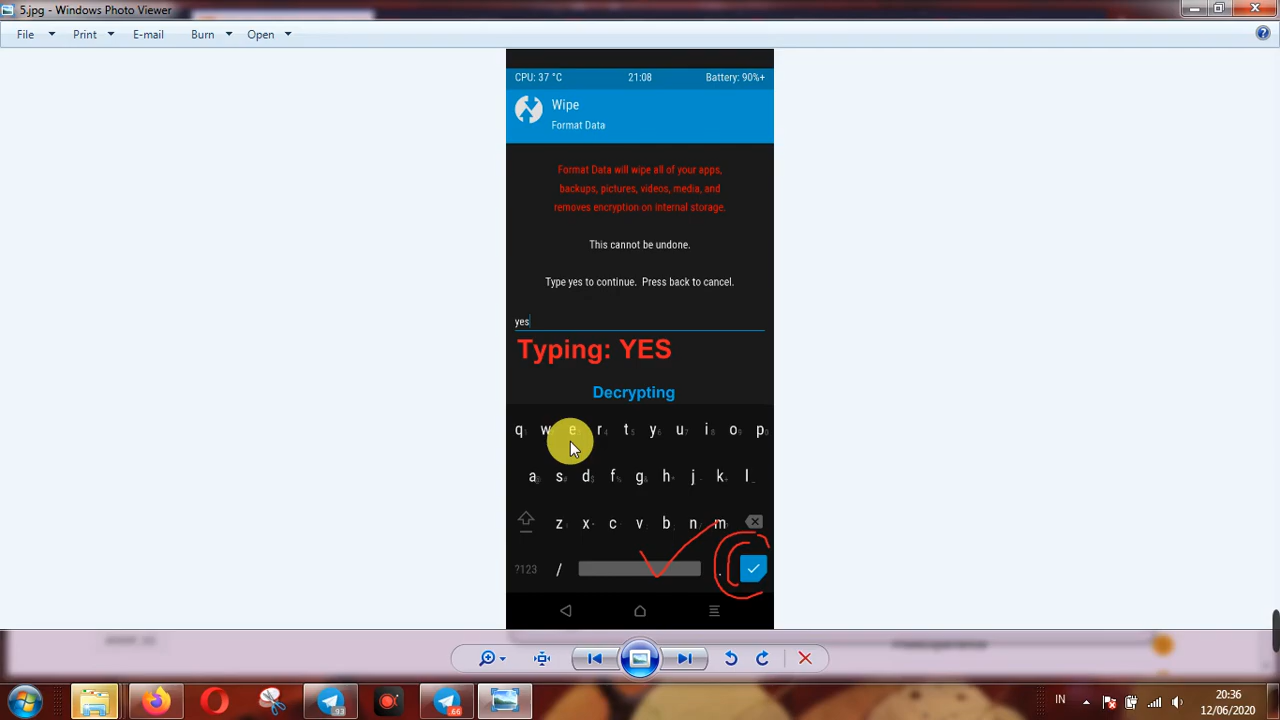 5.jpg - Windows Photo Viewer
File Print E-mail Burn Open
CPU: 37 °C 21:08 Battery: 90%+
Wipe
Format Data
Format Data will wipe all of your apps,
backups, pictures, videos, media, and
removes encryption on internal storage.
This cannot be undone.
Type yes to continue. Press back to cancel.
yes
Typing: YES
Decrypting
q w e r t y u i o p
a s d f g h j k l
z x c v b n m
?123 / .
93 66 IN 20:36
12/06/2020